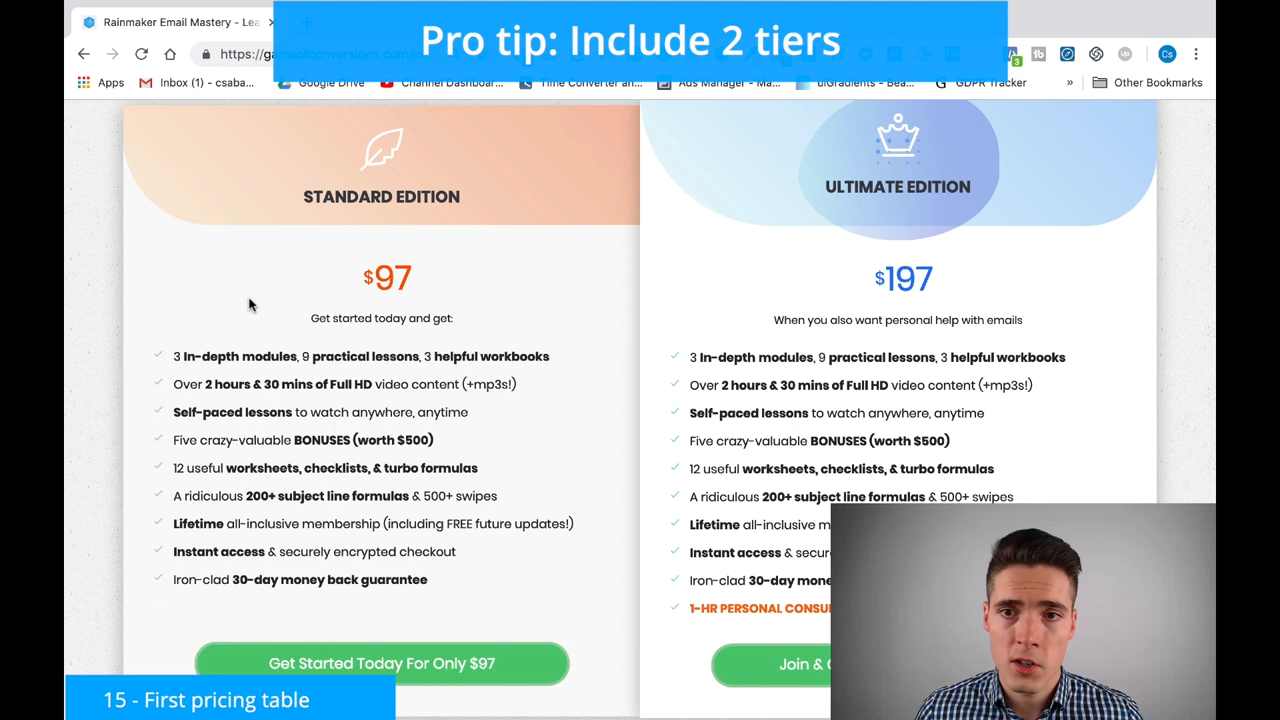 Pro tip: Include 2 tiers
Rainmaker Email Mastery - Lea
https://gameofconversions.com/
Apps
Inbox (1) - csaba...
Google Drive
Channel Dashboar...
Time Converter an...
Ads Manager - Ma...
uiGradients - Bea...
GDPR Tracker
»
Other Bookmarks
Cs
3
STANDARD EDITION
$97
Get started today and get:
3 In-depth modules, 9 practical lessons, 3 helpful workbooks
Over 2 hours & 30 mins of Full HD video content (+mp3s!)
Self-paced lessons to watch anywhere, anytime
Five crazy-valuable BONUSES (worth $500)
12 useful worksheets, checklists, & turbo formulas
A ridiculous 200+ subject line formulas & 500+ swipes
Lifetime all-inclusive membership (including FREE future updates!)
Instant access & securely encrypted checkout
Iron-clad 30-day money back guarantee
Get Started Today For Only $97
ULTIMATE EDITION
$197
When you also want personal help with emails
3 In-depth modules, 9 practical lessons, 3 helpful workbooks
Over 2 hours & 30 mins of Full HD video content (+mp3s!)
Self-paced lessons to watch anywhere, anytime
Five crazy-valuable BONUSES (worth $500)
12 useful worksheets, checklists, & turbo formulas
A ridiculous 200+ subject line formulas & 500+ swipes
Lifetime all-inclusive m
Instant access & secur
Iron-clad 30-day mone
1-HR PERSONAL CONSU
Join &
15 - First pricing table